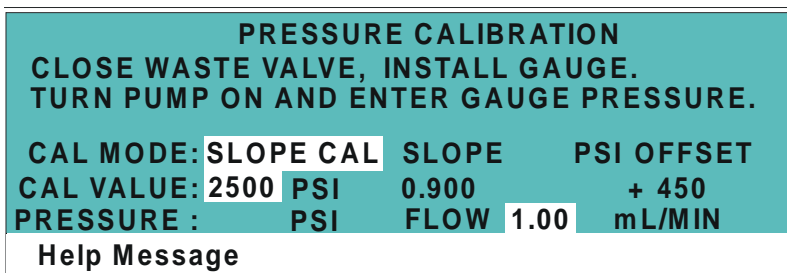 PRESSURE CALIBRATION
CLOSE WASTE VALVE, INSTALL GAUGE.
TURN PUMP ON AND ENTER GAUGE PRESSURE.
CAL MODE: SLOPE CAL SLOPE PSI OFFSET
CAL VALUE: 2500 PSI 0.900 + 450
PRESSURE : PSI FLOW 1.00 mL/MIN
Help Message